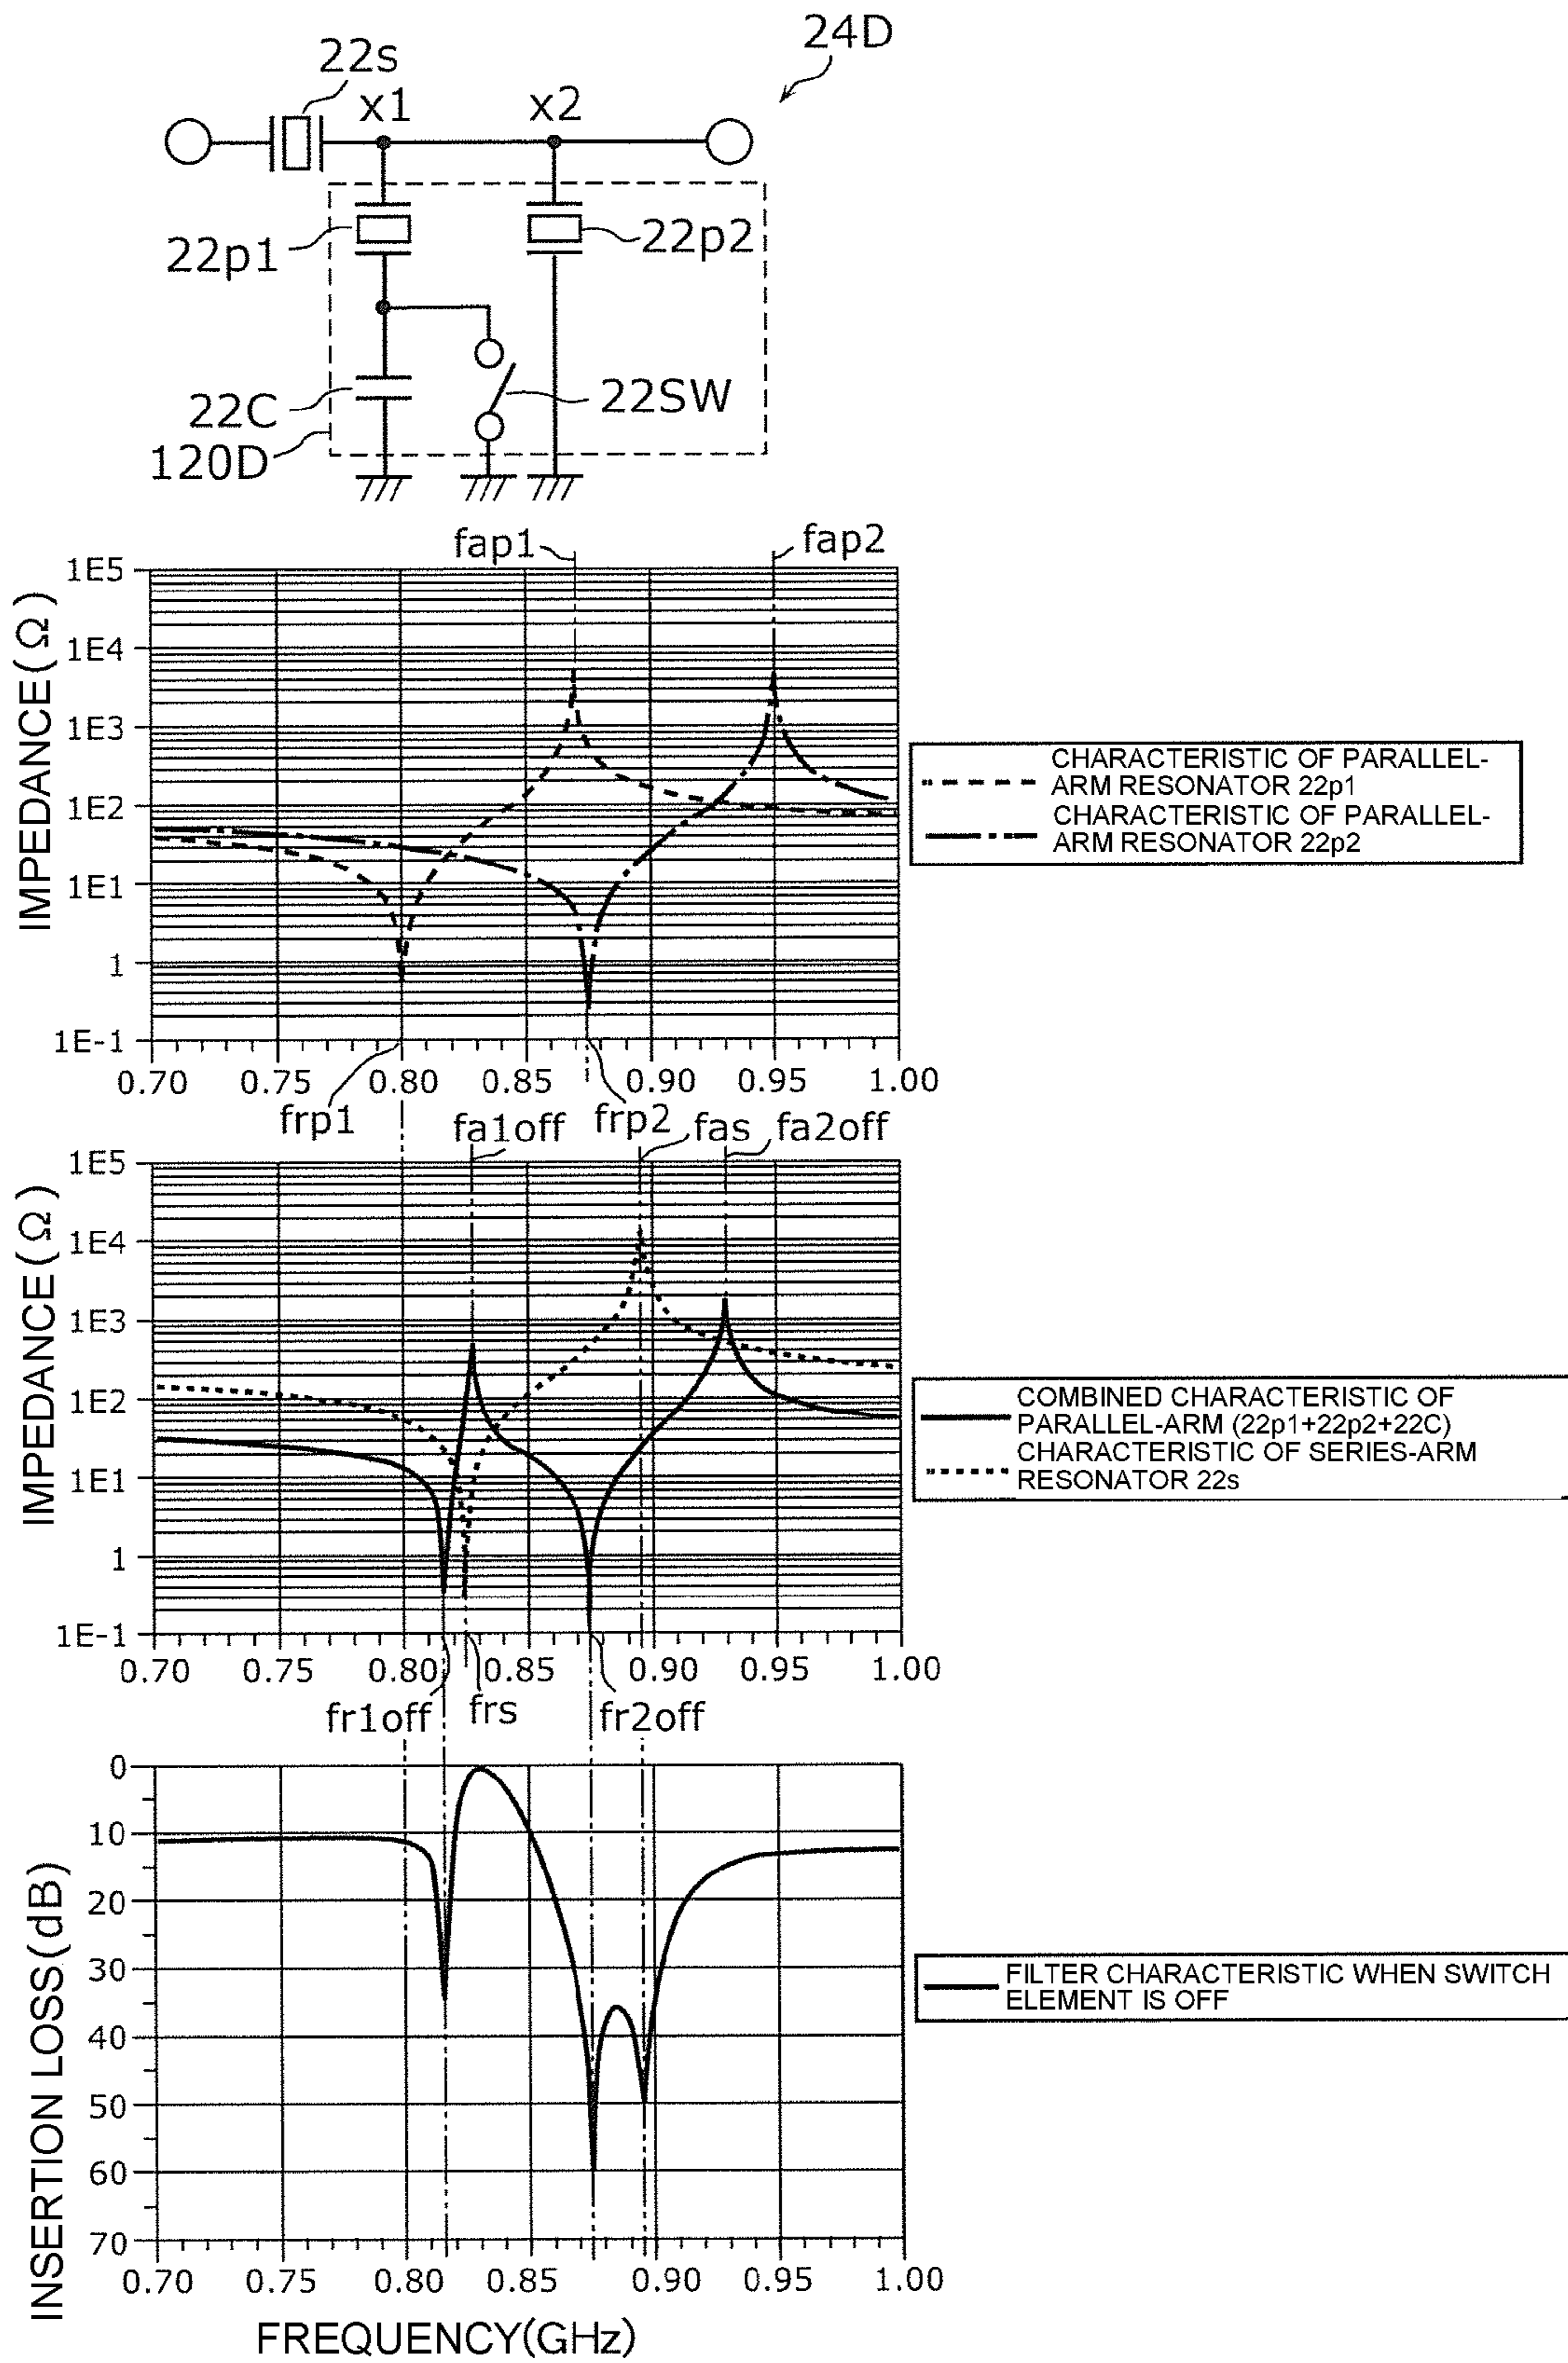 24D
22s
x1
x2
22p1
22p2
22C
22SW
120D
fap1
fap2
1E5
1E4
1E3
1E2
1E1
1
1E-1
IMPEDANCE(Ω)
0.70 0.75 0.80 0.85 0.90 0.95 1.00
CHARACTERISTIC OF PARALLEL-
ARM RESONATOR 22p1
CHARACTERISTIC OF PARALLEL-
ARM RESONATOR 22p2
frp1
frp2
fa1off
fas
fa2off
1E5
1E4
1E3
1E2
1E1
1
1E-1
IMPEDANCE(Ω)
0.70 0.75 0.80 0.85 0.90 0.95 1.00
COMBINED CHARACTERISTIC OF
PARALLEL-ARM (22p1+22p2+22C)
CHARACTERISTIC OF SERIES-ARM
RESONATOR 22s
fr1off
frs
fr2off
0
10
20
30
40
50
60
70
INSERTION LOSS(dB)
0.70 0.75 0.80 0.85 0.90 0.95 1.00
FILTER CHARACTERISTIC WHEN SWITCH
ELEMENT IS OFF
FREQUENCY(GHz)